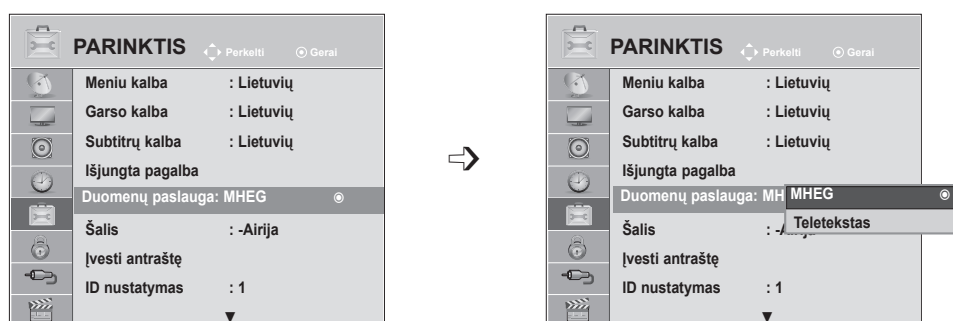 PARINKTIS Perkelti Gerai
Meniu kalba : Lietuvių
Garso kalba : Lietuvių
Subtitrų kalba : Lietuvių
Išjungta pagalba
Duomenų paslauga: MHEG
Šalis : -Airija
Įvesti antraštę
ID nustatymas : 1
PARINKTIS Perkelti Gerai
Meniu kalba : Lietuvių
Garso kalba : Lietuvių
Subtitrų kalba : Lietuvių
Išjungta pagalba
Duomenų paslauga: MH
MHEG
Teletekstas
Šalis : -Airija
Įvesti antraštę
ID nustatymas : 1